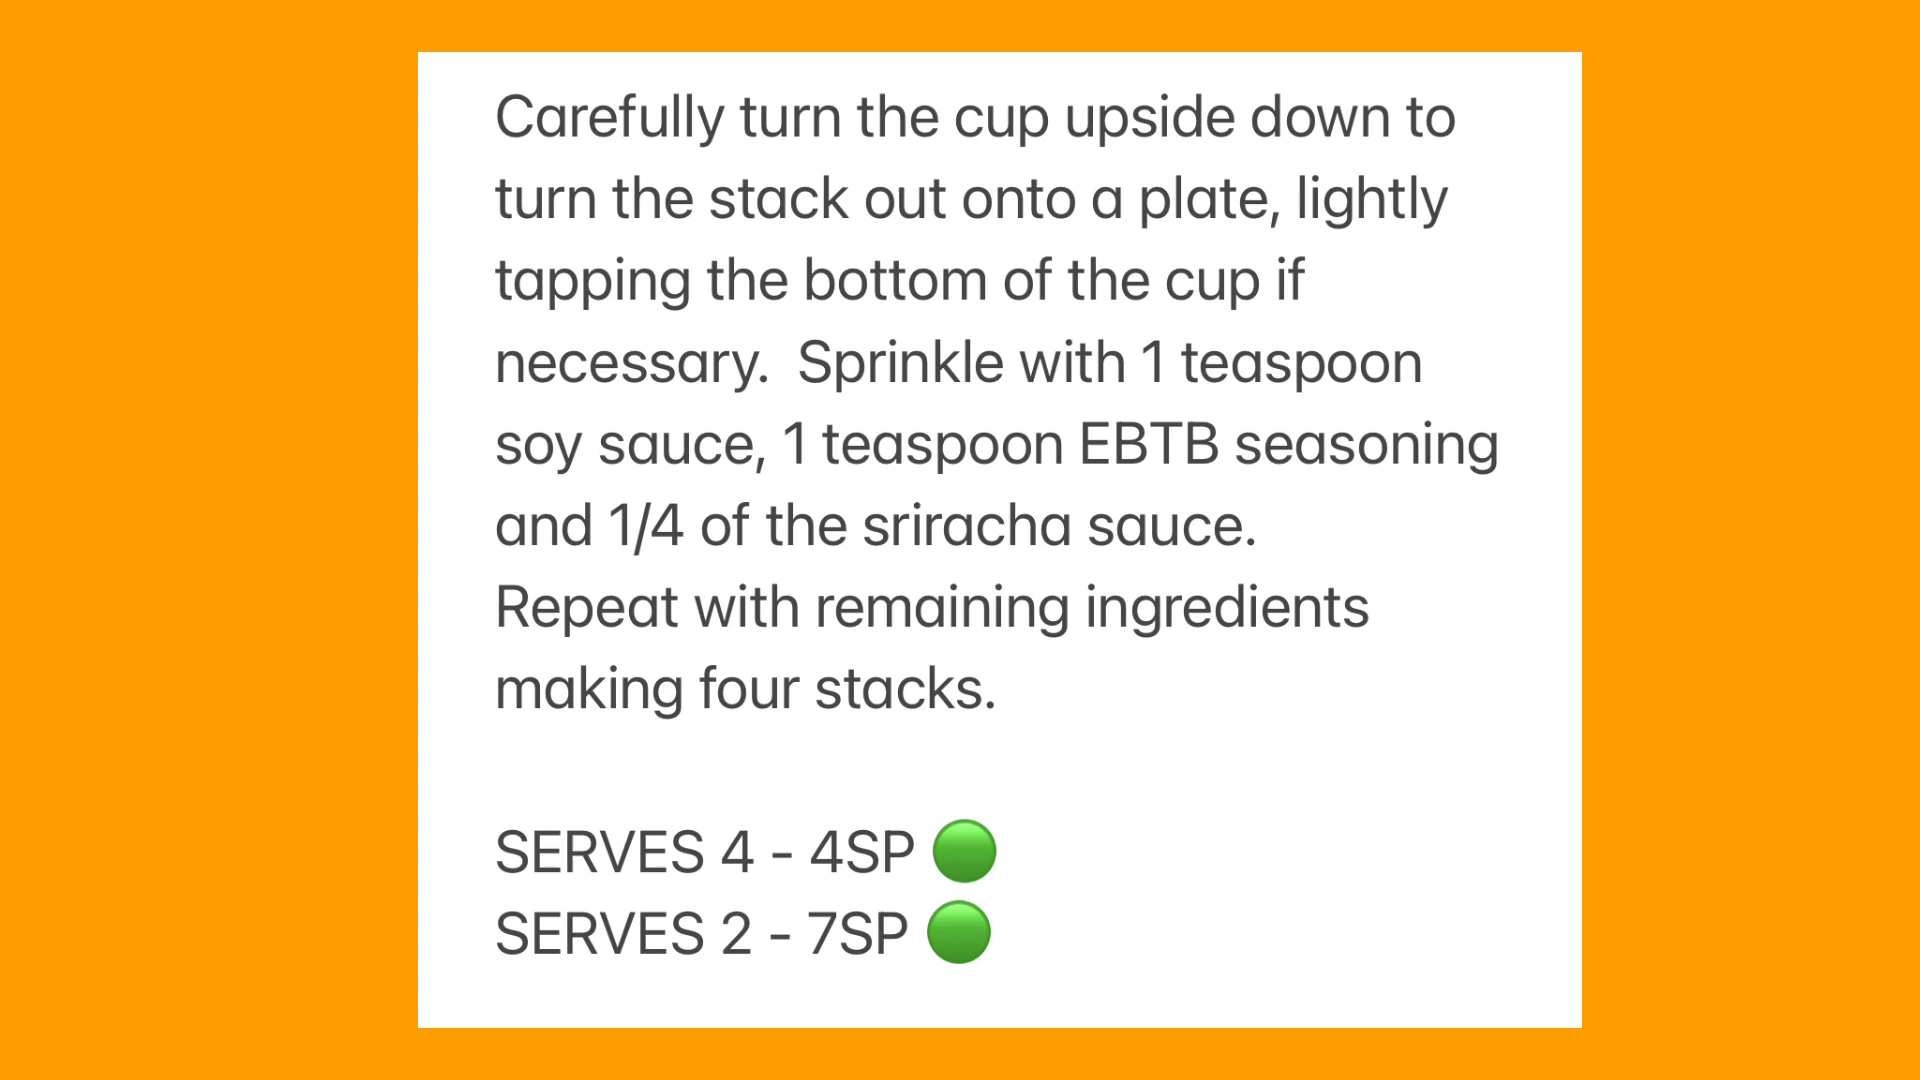 Carefully turn the cup upside down to
turn the stack out onto a plate, lightly
tapping the bottom of the cup if
necessary.  Sprinkle with 1 teaspoon
soy sauce, 1 teaspoon EBTB seasoning
and 1/4 of the sriracha sauce.
Repeat with remaining ingredients
making four stacks.
SERVES 4 - 4SP 🟢
SERVES 2 - 7SP 🟢